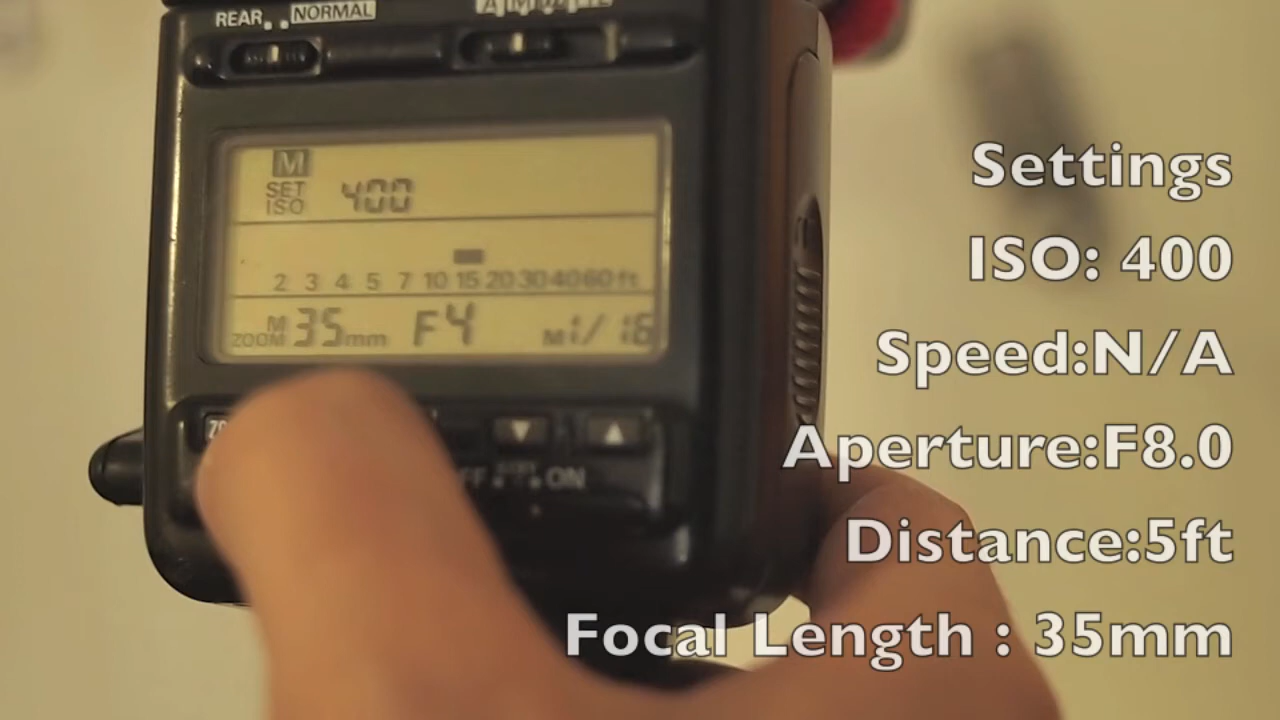 REAR NORMAL
M
SET
ISO 400
2 3 4 5 7 10 15 20 30 40 60 ft
M
ZOOM 35mm F4 M1/16
ON
Settings
ISO: 400
Speed:N/A
Aperture:F8.0
Distance:5ft
Focal Length : 35mm